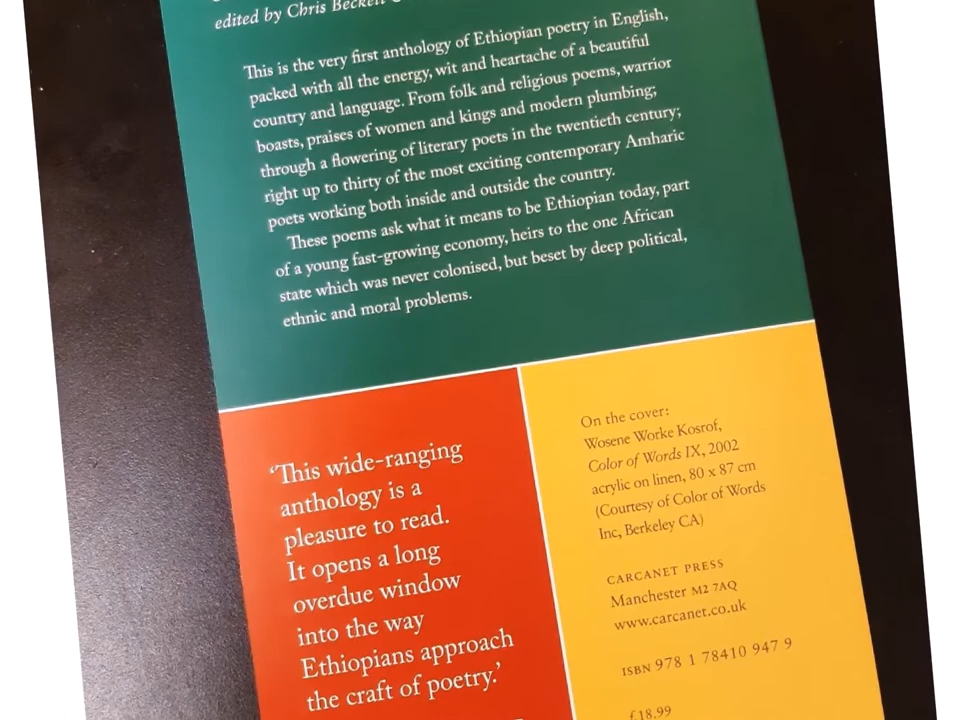 edited by Chris Beckett
This is the very first anthology of Ethiopian poetry in English,
packed with all the energy, wit and heartache of a beautiful
country and language. From folk and religious poems, warrior
boasts, praises of women and kings and modern plumbing;
through a flowering of literary poets in the twentieth century;
right up to thirty of the most exciting contemporary Amharic
poets working both inside and outside the country.
These poems ask what it means to be Ethiopian today, part
of a young fast-growing economy, heirs to the one African
state which was never colonised, but beset by deep political,
ethnic and moral problems.
‘This wide-ranging
anthology is a
pleasure to read.
It opens a long
overdue window
into the way
Ethiopians approach
the craft of poetry.’
On the cover:
Wosene Worke Kosrof,
Color of Words IX, 2002
acrylic on linen, 80 x 87 cm
(Courtesy of Color of Words
Inc, Berkeley CA)
CARCANET PRESS
Manchester M2 7AQ
www.carcanet.co.uk
ISBN 978 1 78410 947 9
£18.99